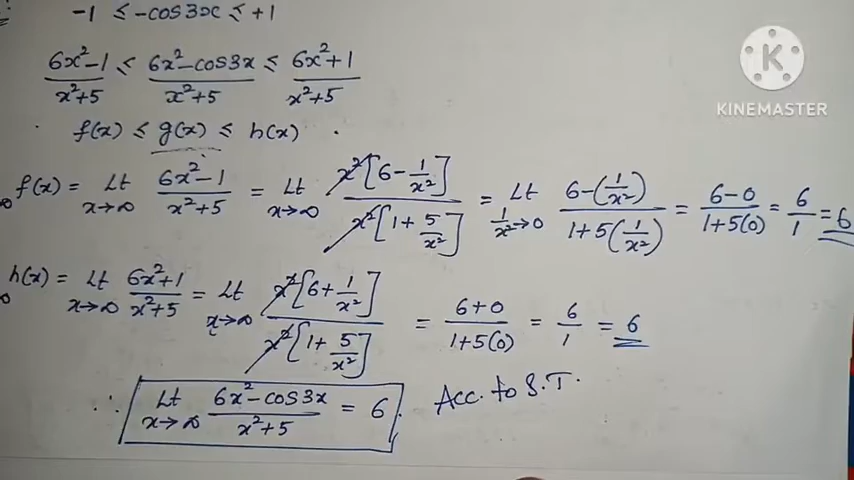 -1 ≤ -cos3x ≤ +1
6x²-1/x²+5 ≤ 6x²-cos3x/x²+5 ≤ 6x²+1/x²+5
f(x) ≤ g(x) ≤ h(x)
f(x) = Lt x→∞ 6x²-1/x²+5 = Lt x→∞ x²[6-1/x²]/x²[1+5/x²] = Lt 1/x²→0 6-(1/x²)/1+5(1/x²) = 6-0/1+5(0) = 6/1 = 6
h(x) = Lt x→∞ 6x²+1/x²+5 = Lt x→∞ x²[6+1/x²]/x²[1+5/x²] = 6+0/1+5(0) = 6/1 = 6
∴ Lt x→∞ 6x²-cos3x/x²+5 = 6. Acc. to S.T.
K
KINEMASTER